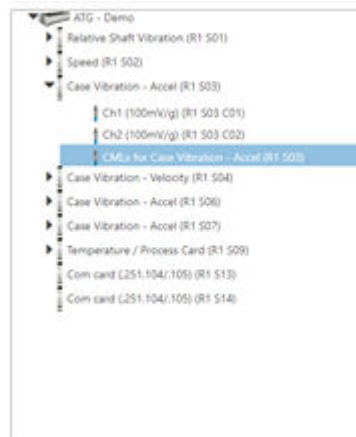 ATG - Demo
Relative Shaft Vibration (R1 S01)
Speed (R1 S02)
Case Vibration - Accel (R1 S03)
Ch1 (100mV/g) (R1 S03 C01)
Ch2 (100mV/g) (R1 S03 C02)
CMLs for Case Vibration - Accel (R1 S03)
Case Vibration - Velocity (R1 S04)
Case Vibration - Accel (R1 S06)
Case Vibration - Accel (R1 S07)
Temperature / Process Card (R1 S09)
Com card (.251.104/.105) (R1 S13)
Com card (.251.104/.105) (R1 S14)